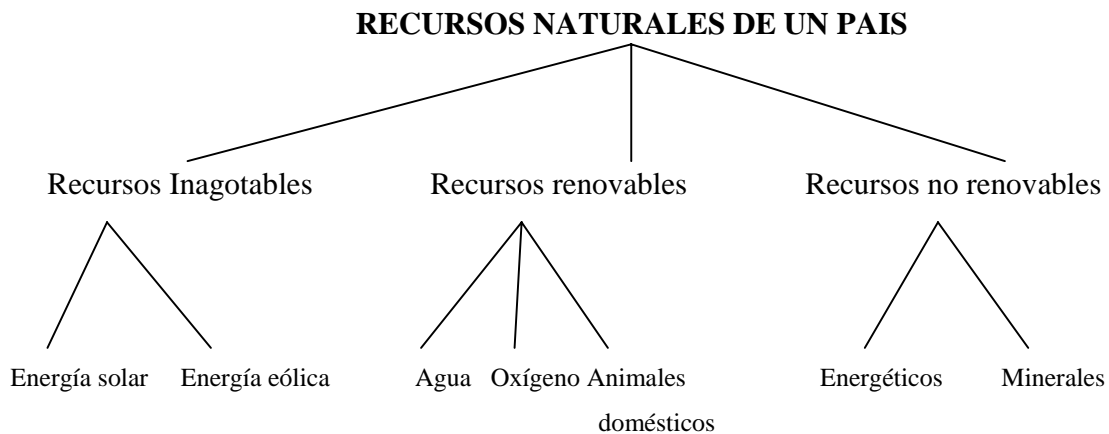 RECURSOS NATURALES DE UN PAIS
Recursos Inagotables Recursos renovables Recursos no renovables
Energía solar Energía eólica Agua Oxígeno Animales Energéticos Minerales
domésticos